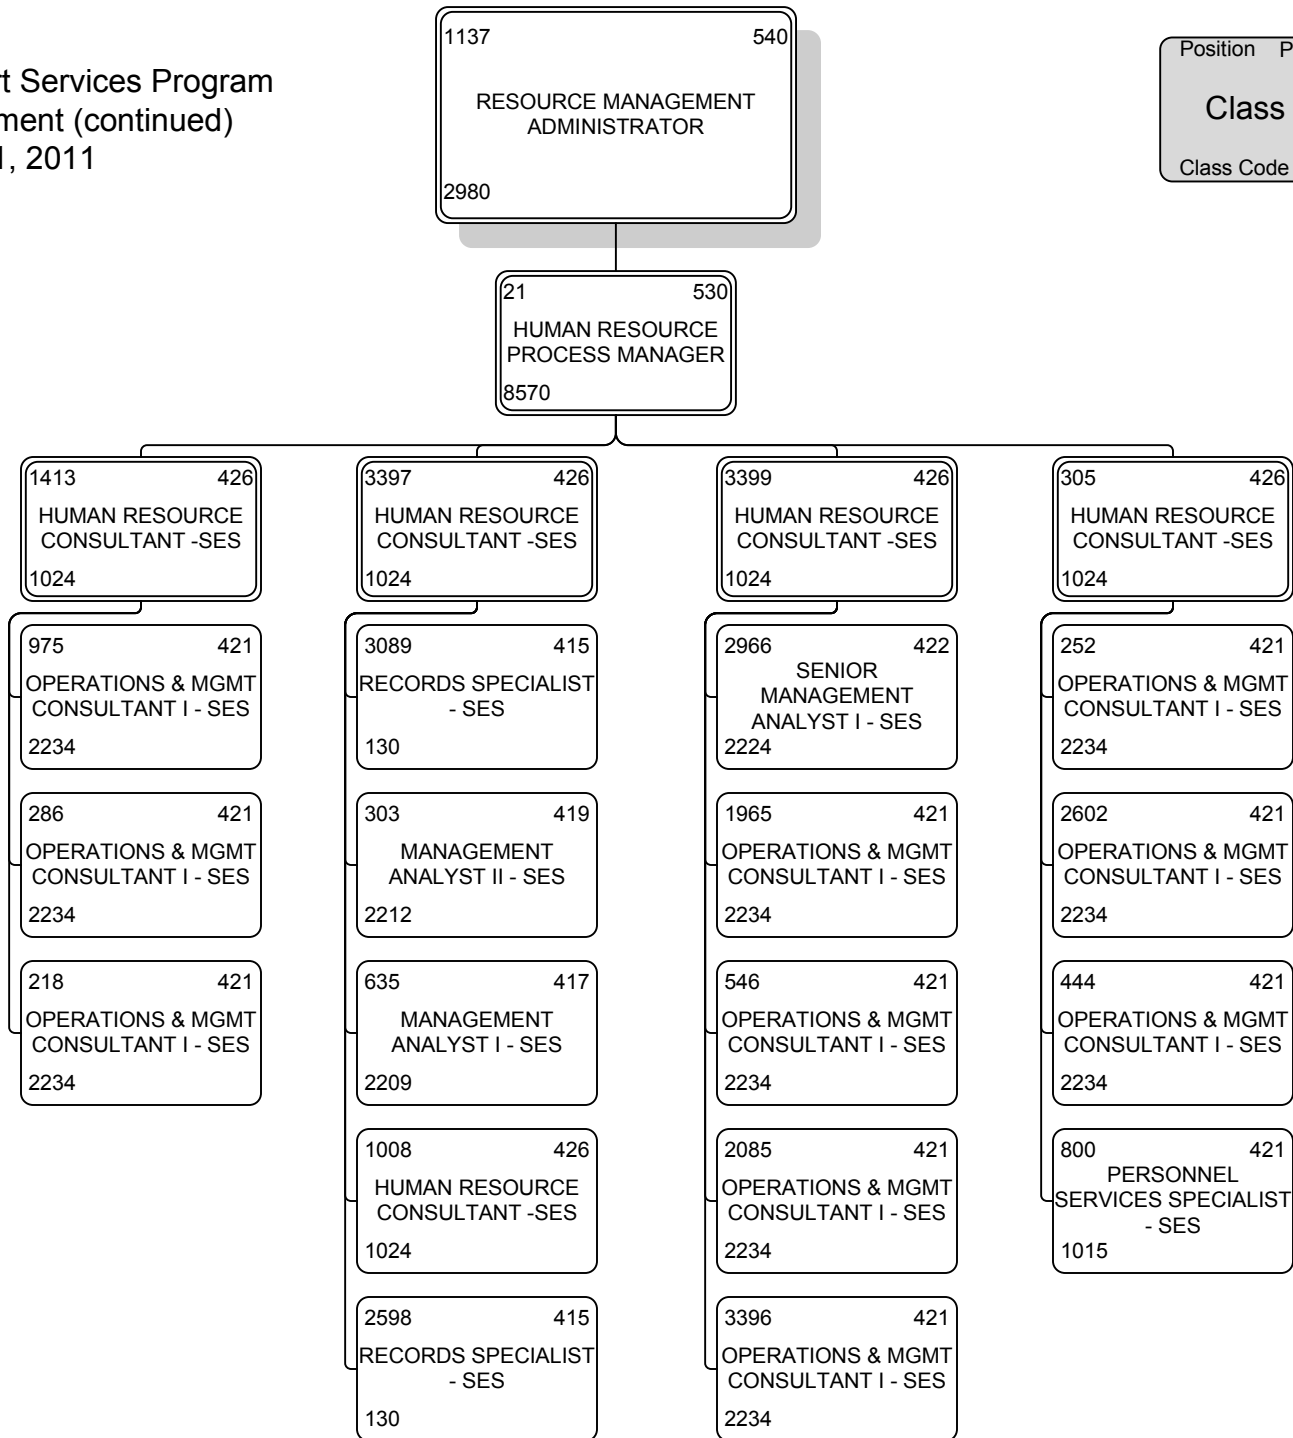 rt Services Program
ment (continued)
1, 2011
Position P
Class
Class Code
1137 540
RESOURCE MANAGEMENT
ADMINISTRATOR
2980
21 530
HUMAN RESOURCE
PROCESS MANAGER
8570
1413 426
HUMAN RESOURCE
CONSULTANT -SES
1024
975 421
OPERATIONS & MGMT
CONSULTANT I - SES
2234
286 421
OPERATIONS & MGMT
CONSULTANT I - SES
2234
218 421
OPERATIONS & MGMT
CONSULTANT I - SES
2234
3397 426
HUMAN RESOURCE
CONSULTANT -SES
1024
3089 415
RECORDS SPECIALIST
- SES
130
303 419
MANAGEMENT
ANALYST II - SES
2212
635 417
MANAGEMENT
ANALYST I - SES
2209
1008 426
HUMAN RESOURCE
CONSULTANT -SES
1024
2598 415
RECORDS SPECIALIST
- SES
130
3399 426
HUMAN RESOURCE
CONSULTANT -SES
1024
2966 422
SENIOR
MANAGEMENT
ANALYST I - SES
2224
1965 421
OPERATIONS & MGMT
CONSULTANT I - SES
2234
546 421
OPERATIONS & MGMT
CONSULTANT I - SES
2234
2085 421
OPERATIONS & MGMT
CONSULTANT I - SES
2234
3396 421
OPERATIONS & MGMT
CONSULTANT I - SES
2234
305 426
HUMAN RESOURCE
CONSULTANT -SES
1024
252 421
OPERATIONS & MGMT
CONSULTANT I - SES
2234
2602 421
OPERATIONS & MGMT
CONSULTANT I - SES
2234
444 421
OPERATIONS & MGMT
CONSULTANT I - SES
2234
800 421
PERSONNEL
SERVICES SPECIALIST
- SES
1015